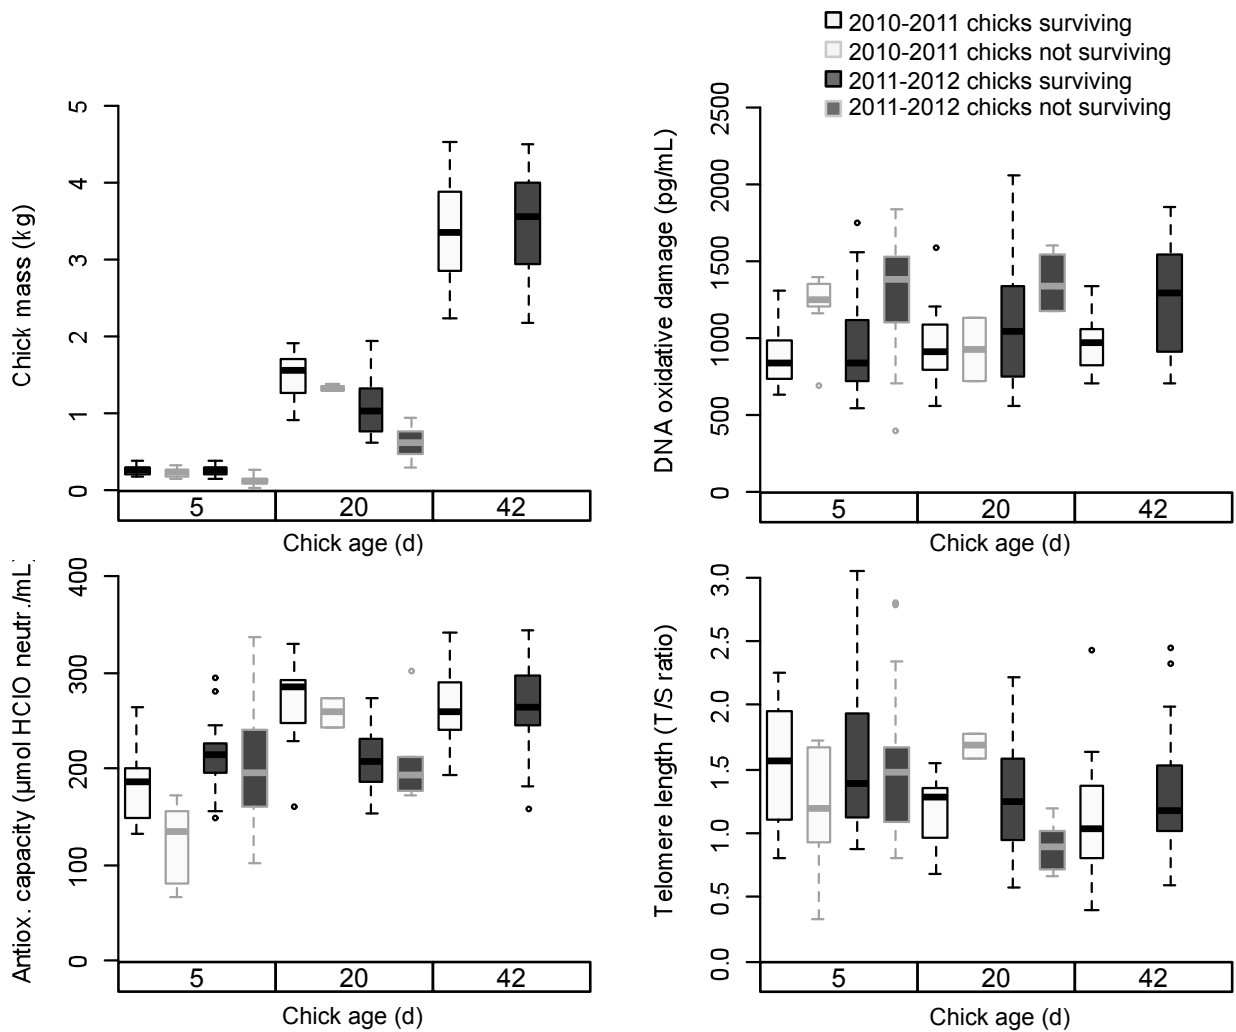 2010-2011 chicks surviving
2010-2011 chicks not surviving
2011-2012 chicks surviving
2011-2012 chicks not surviving
Chick mass (kg)
5
4
3
2
1
0
5 20 42
Chick age (d)
DNA oxidative damage (pg/mL)
2500
2000
1500
1000
500
0
5 20 42
Chick age (d)
Antiox. capacity (µmol HClO neutr./mL)
400
300
200
100
0
5 20 42
Chick age (d)
Telomere length (T/S ratio)
3.0
2.5
2.0
1.5
1.0
0.5
0.0
5 20 42
Chick age (d)